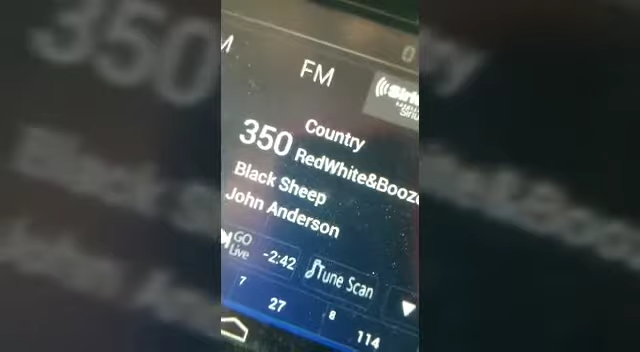 FM
Country
350 RedWhite&Booze
Black Sheep
John Anderson
GO Live -2:42 Tune Scan
7 27 8 114